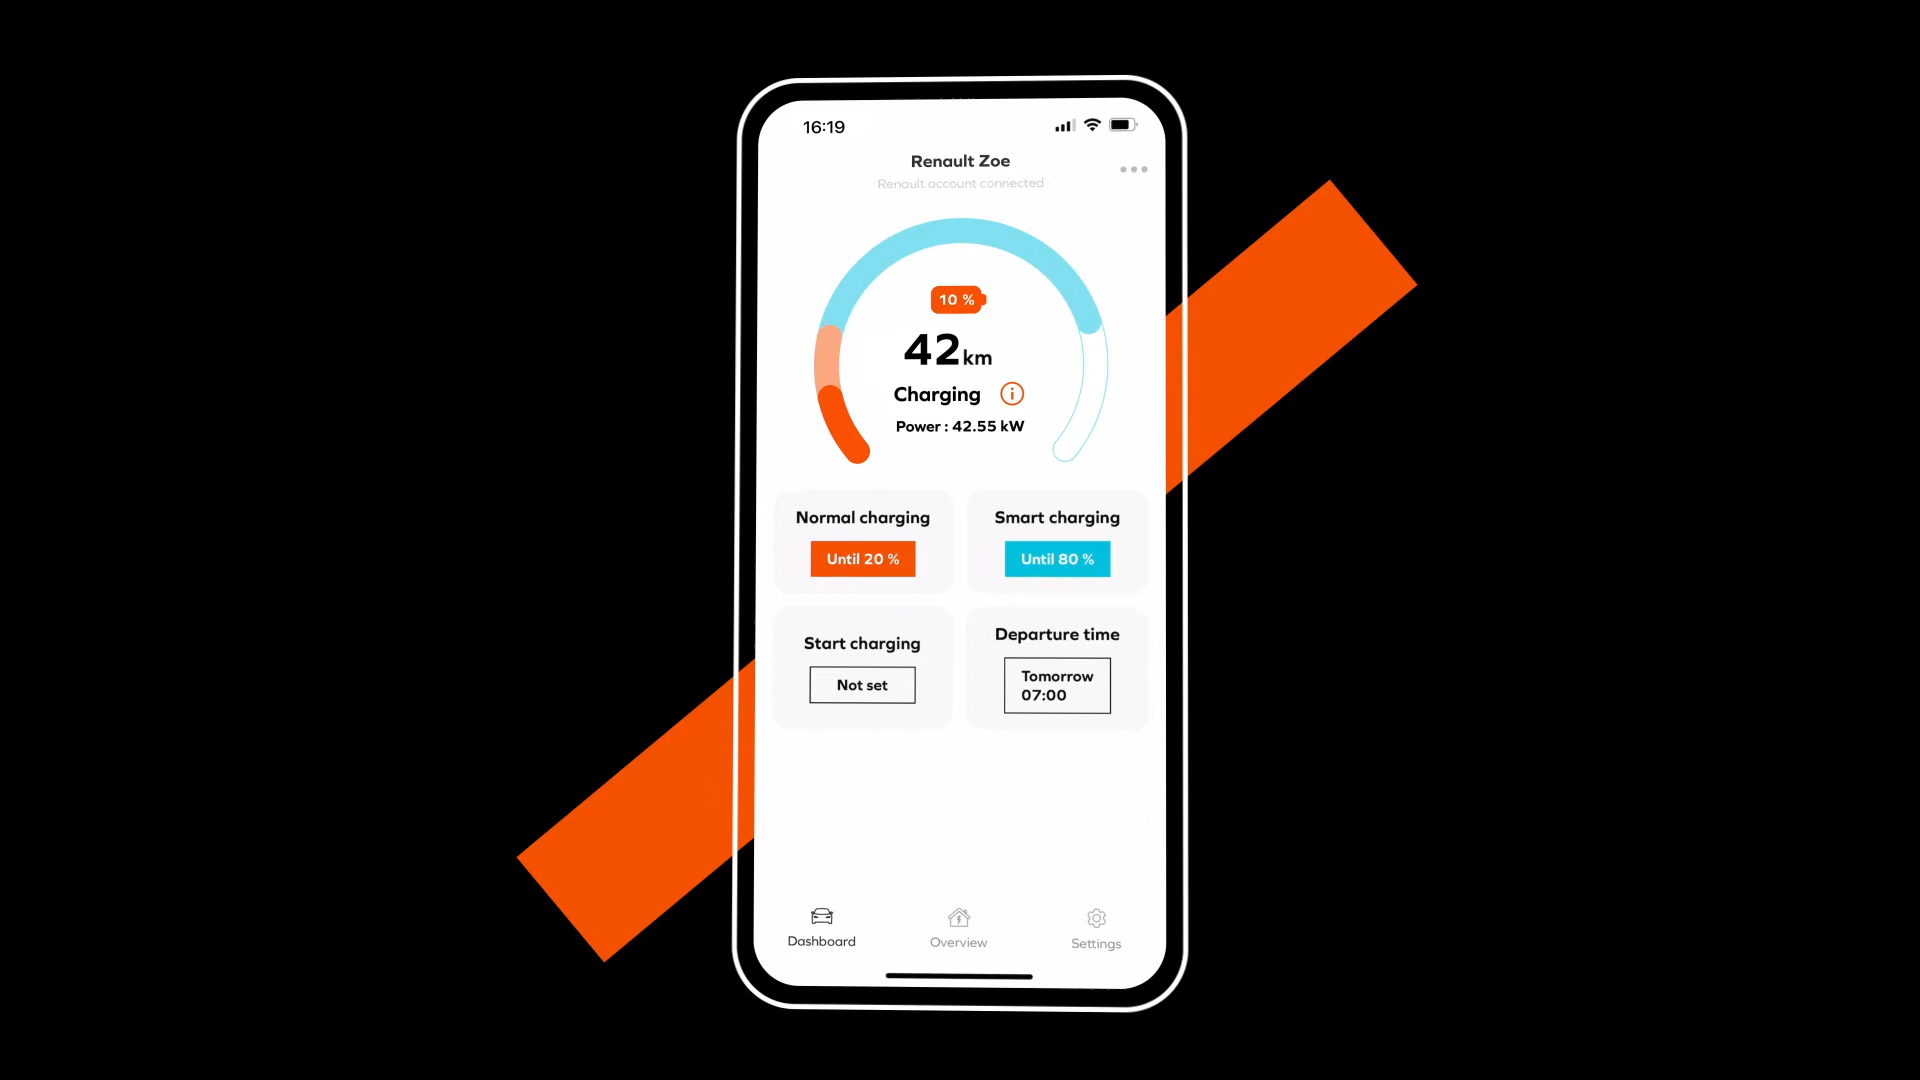 16:19
Renault Zoe
Renault account connected
10 %
42 km
Charging
Power : 42.55 kW
Normal charging
Until 20 %
Smart charging
Until 80 %
Start charging
Not set
Departure time
Tomorrow
07:00
Dashboard
Overview
Settings